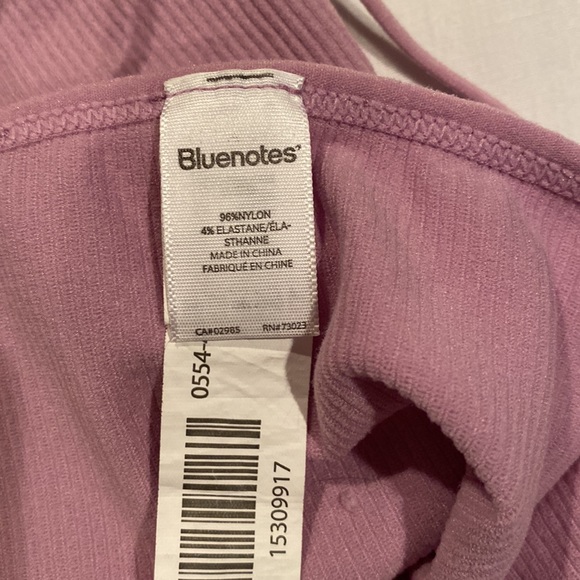 Bluenotes
96%NYLON
4% ELASTANE/ÉLA-
STHANNE
MADE IN CHINA
FABRIQUÉ EN CHINE
CA#02985 RN#73023
0554-
15309917